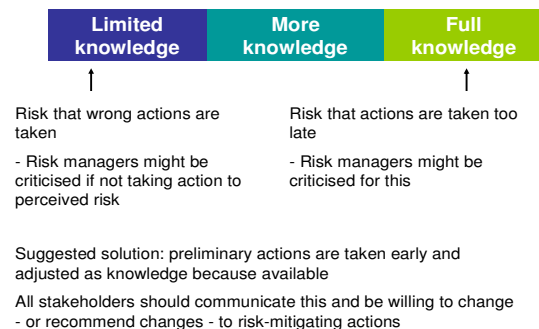 Limited knowledge
More knowledge
Full knowledge
Risk that wrong actions are
taken
- Risk managers might be
criticised if not taking action to
perceived risk
Risk that actions are taken too
late
- Risk managers might be
criticised for this
Suggested solution: preliminary actions are taken early and
adjusted as knowledge because available
All stakeholders should communicate this and be willing to change
- or recommend changes - to risk-mitigating actions